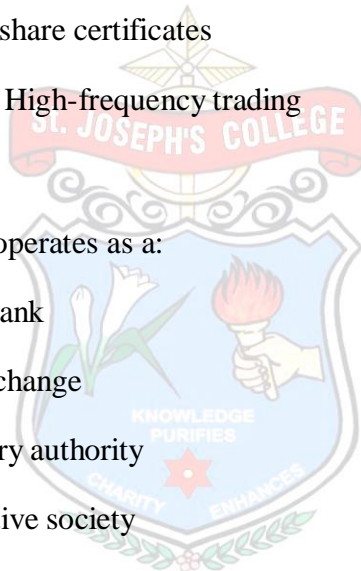 share certificates
High-frequency trading
St. JOSEPH'S COLLEGE
operates as a:
ank
change
KNOWLEDGE
PURIFIES
ry authority
CHARITY ENHANCES
tive society